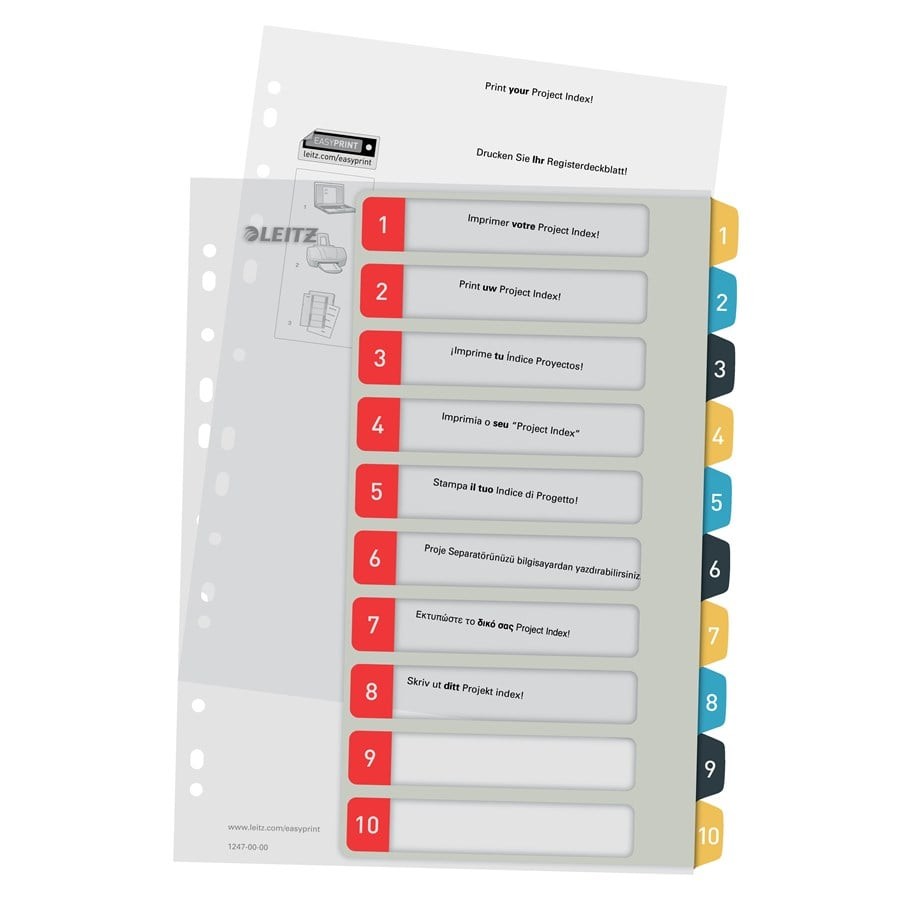 Print your Project Index!
EASYPRINT
leitz.com/easyprint
Drucken Sie Ihr Registerdeckblatt!
1
2
3
LEITZ
1 Imprimer votre Project Index! 1
2 Print uw Project Index! 2
3 ¡Imprime tu Índice Proyectos! 3
4 Imprimia o seu “Project Index” 4
5 Stampa il tuo Indice di Progetto! 5
6 Proje Separatörünüzü bilgisayardan yazdırabilirsiniz 6
7 Εκτυπώστε το δικό σας Project Index! 7
8 Skriv ut ditt Projekt index! 8
9 9
10 10
www.leitz.com/easyprint
1247-00-00